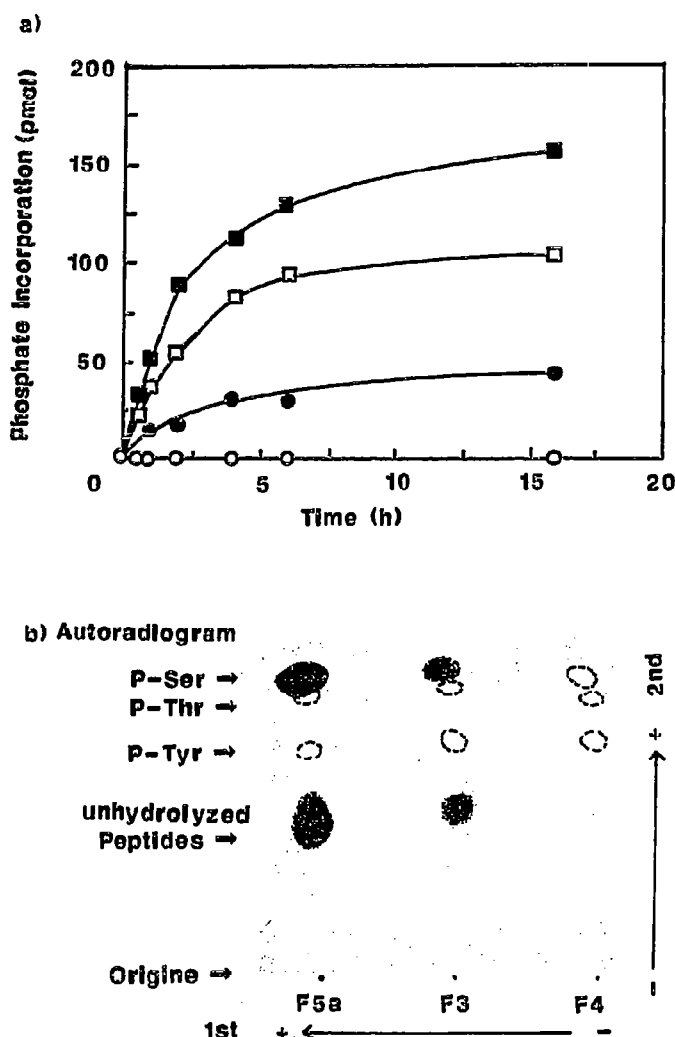 a)
Phosphate Incorporation (pmol)
200
150
100
50
0
5
10
15
20
Time (h)
b) Autoradiogram
P-Ser →
P-Thr →
P-Tyr →
unhydrolyzed
Peptides →
Origine →
F5a F3 F4
1st + ← −
2nd
+
−